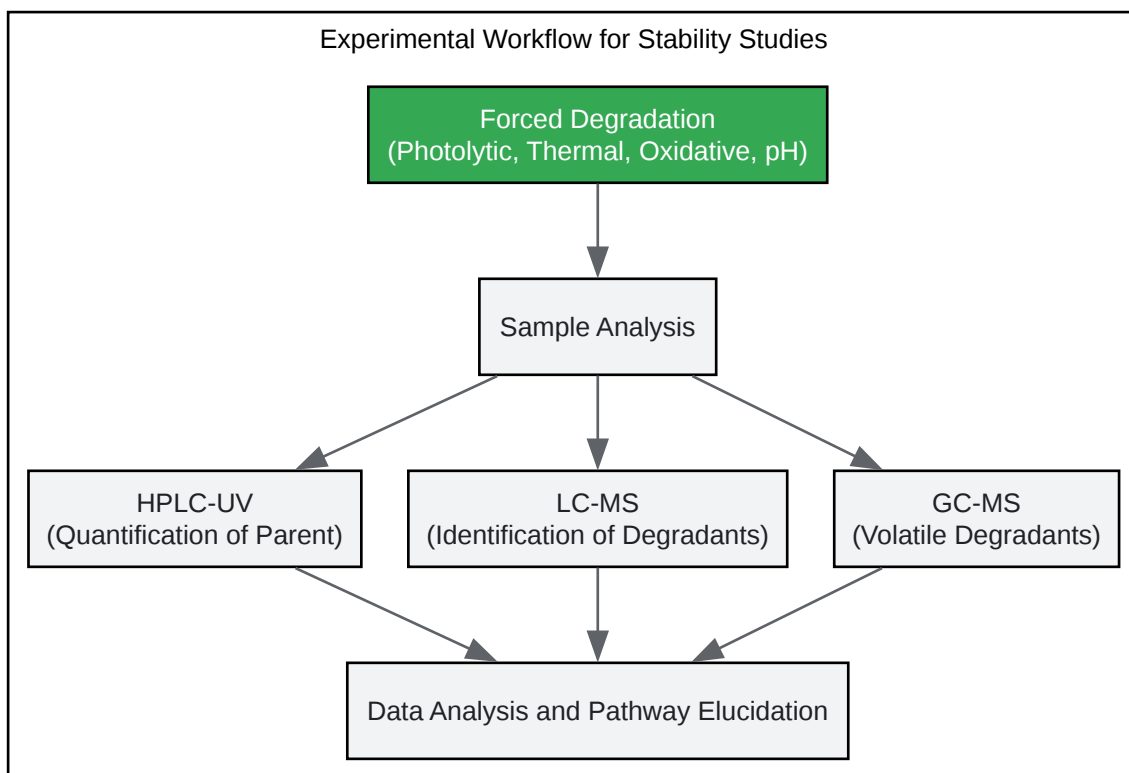 Experimental Workflow for Stability Studies
Forced Degradation
(Photolytic, Thermal, Oxidative, pH)
Sample Analysis
HPLC-UV
(Quantification of Parent)
LC-MS
(Identification of Degradants)
GC-MS
(Volatile Degradants)
Data Analysis and Pathway Elucidation